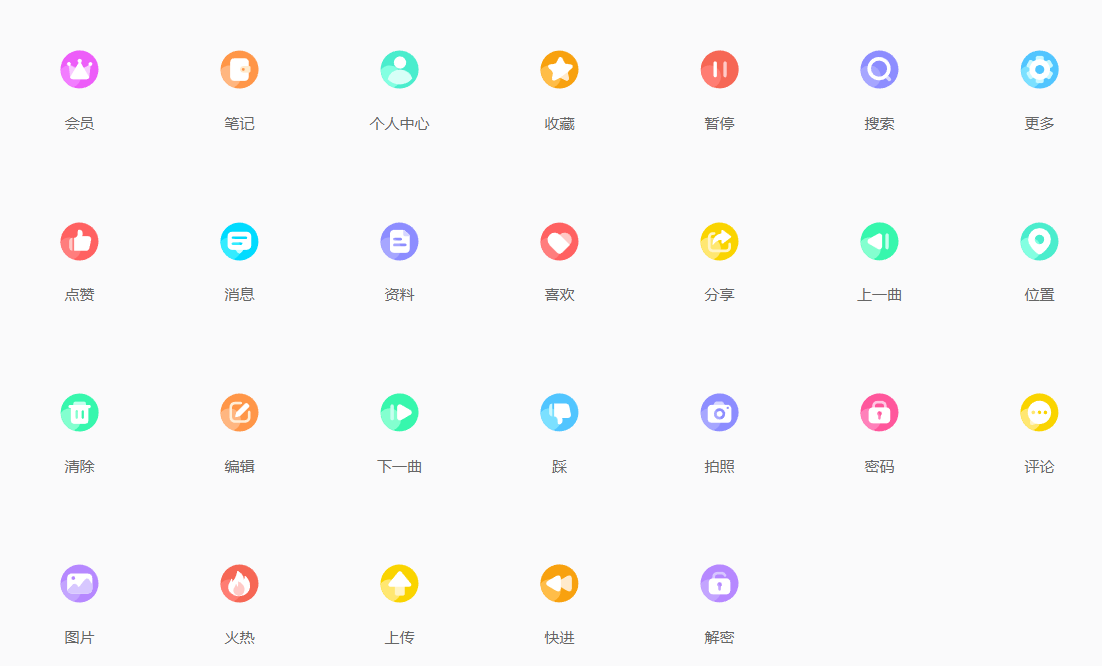 会员 笔记 个人中心 收藏 暂停 搜索 更多
点赞 消息 资料 喜欢 分享 上一曲 位置
清除 编辑 下一曲 踩 拍照 密码 评论
图片 火热 上传 快进 解密